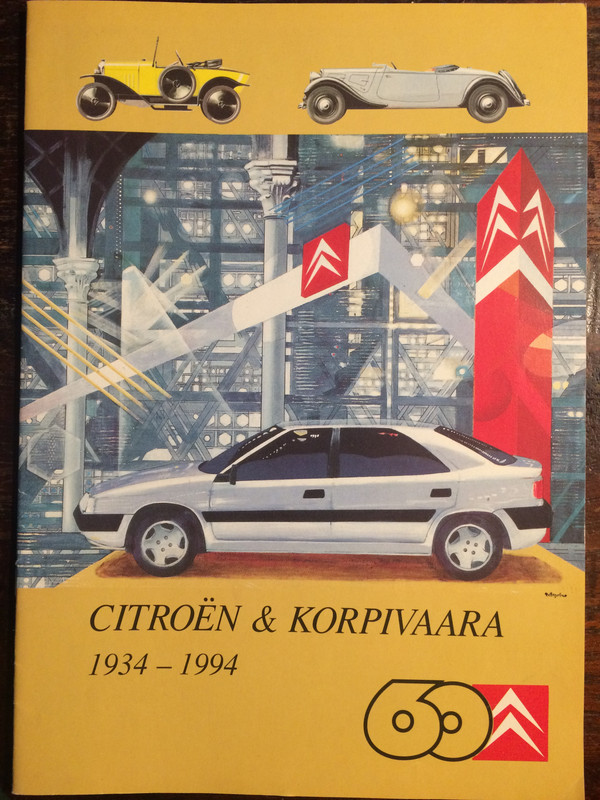 CITROËN & KORPIVAARA
1934 – 1994
60